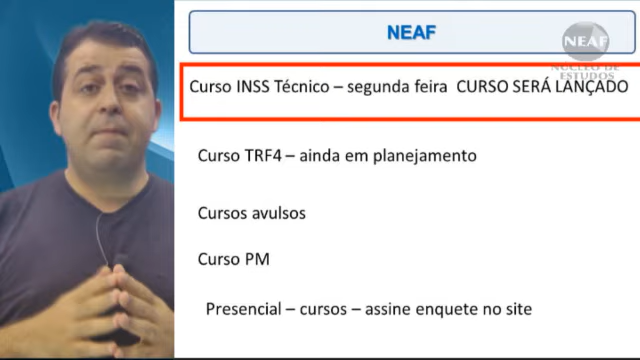 NEAF
NEAF
NÚCLEO DE
ESTUDOS
Curso INSS Técnico – segunda feira CURSO SERÁ LANÇADO
Curso TRF4 – ainda em planejamento
Cursos avulsos
Curso PM
Presencial – cursos – assine enquete no site